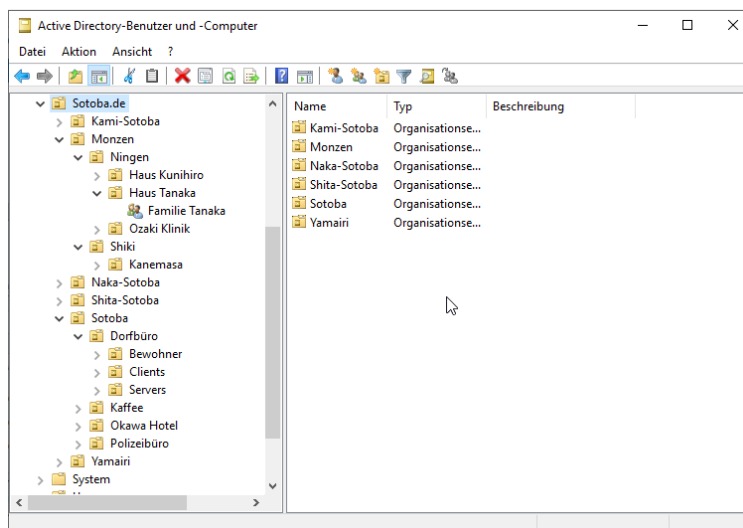 Active Directory-Benutzer und -Computer
Datei Aktion Ansicht ?
Sotoba.de
Kami-Sotoba
Monzen
Ningen
Haus Kunihiro
Haus Tanaka
Familie Tanaka
Ozaki Klinik
Shiki
Kanemasa
Naka-Sotoba
Shita-Sotoba
Sotoba
Dorfbüro
Bewohner
Clients
Servers
Kaffee
Okawa Hotel
Polizeibüro
Yamairi
System
Name Typ Beschreibung
Kami-Sotoba Organisationse...
Monzen Organisationse...
Naka-Sotoba Organisationse...
Shita-Sotoba Organisationse...
Sotoba Organisationse...
Yamairi Organisationse...